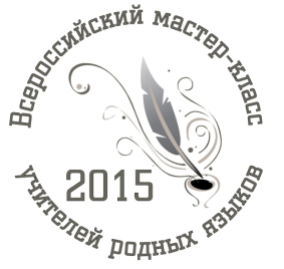 Всероссийский мастер-класс
2015
учителей родных языков